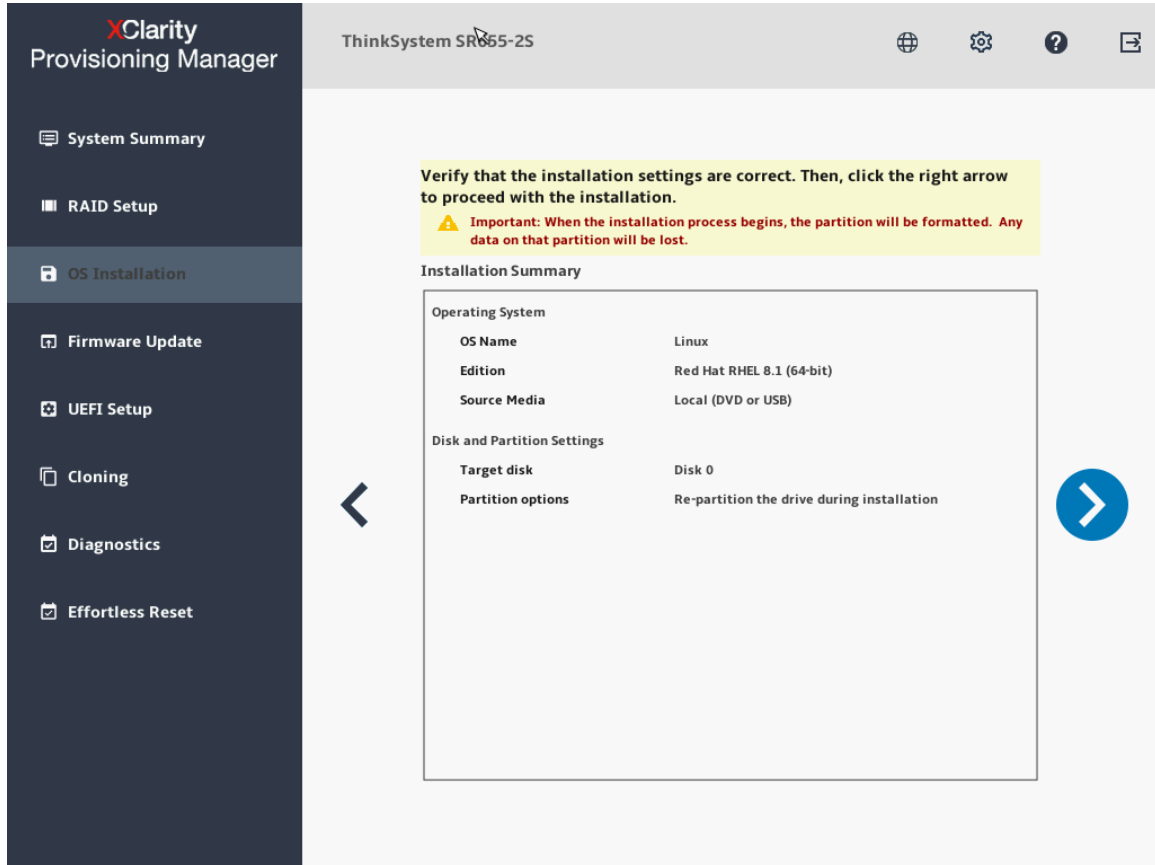 XClarity
Provisioning Manager
ThinkSystem SR655-2S
System Summary
RAID Setup
OS Installation
Firmware Update
UEFI Setup
Cloning
Diagnostics
Effortless Reset
Verify that the installation settings are correct. Then, click the right arrow
to proceed with the installation.
Important: When the installation process begins, the partition will be formatted. Any
data on that partition will be lost.
Installation Summary
Operating System
OS Name Linux
Edition Red Hat RHEL 8.1 (64-bit)
Source Media Local (DVD or USB)
Disk and Partition Settings
Target disk Disk 0
Partition options Re-partition the drive during installation